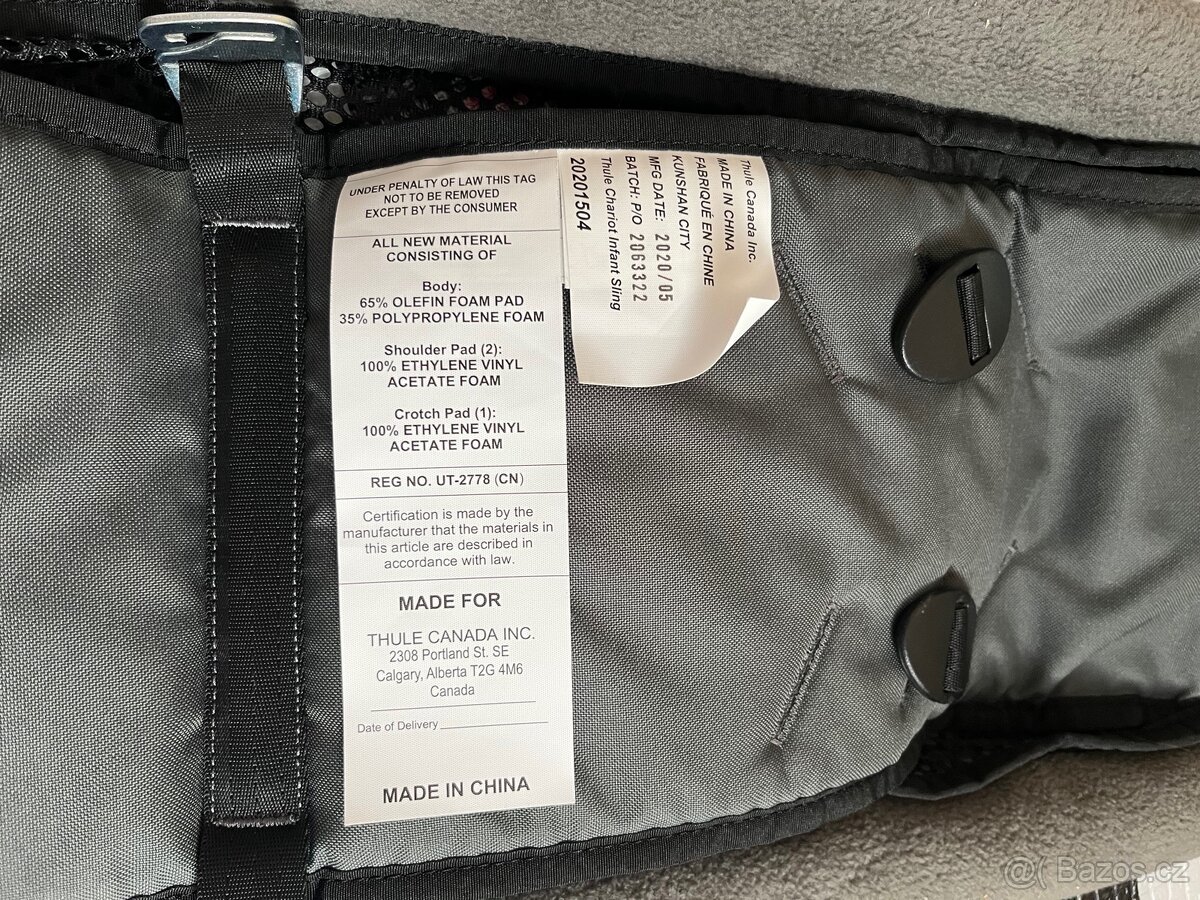 UNDER PENALTY OF LAW THIS TAG
NOT TO BE REMOVED
EXCEPT BY THE CONSUMER
ALL NEW MATERIAL
CONSISTING OF
Body:
65% OLEFIN FOAM PAD
35% POLYPROPYLENE FOAM
Shoulder Pad (2):
100% ETHYLENE VINYL
ACETATE FOAM
Crotch Pad (1):
100% ETHYLENE VINYL
ACETATE FOAM
REG NO. UT-2778 (CN)
Certification is made by the
manufacturer that the materials in
this article are described in
accordance with law.
MADE FOR
THULE CANADA INC.
2308 Portland St. SE
Calgary, Alberta T2G 4M6
Canada
Date of Delivery
MADE IN CHINA
Thule Canada Inc.
MADE IN CHINA
FABRIQUÉ EN CHINE
KUNSHAN CITY
MFG DATE: 2020/05
BATCH: P/O 2063322
Thule Chariot Infant Sling
20201504
@( Bazos.cz